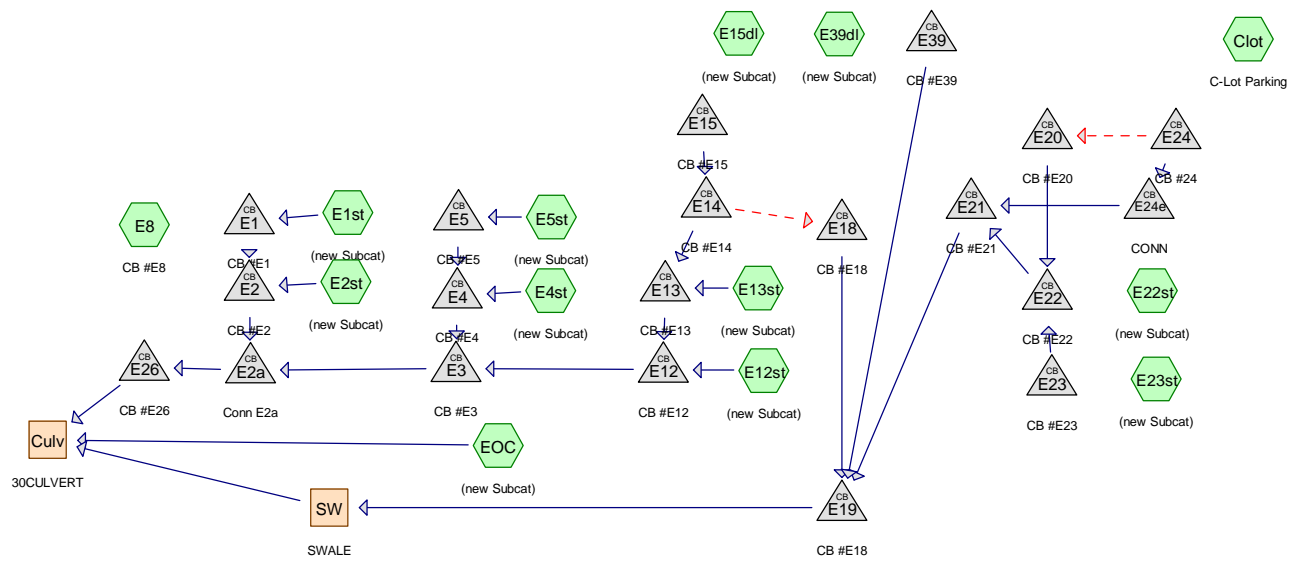 E15dl
(new Subcat)
E39dl
(new Subcat)
CB
E39
CB #E39
Clot
C-Lot Parking
CB
E15
CB #E15
CB
E20
CB #E20
CB
E24
CB #24
E8
CB #E8
CB
E1
CB #E1
E1st
(new Subcat)
CB
E5
CB #E5
E5st
(new Subcat)
CB
E14
CB #E14
CB
E18
CB #E18
CB
E21
CB #E21
CB
E24e
CONN
CB
E2
CB #E2
E2st
(new Subcat)
CB
E4
CB #E4
E4st
(new Subcat)
CB
E13
CB #E13
E13st
(new Subcat)
CB
E22
CB #E22
E22st
(new Subcat)
CB
E26
CB #E26
CB
E2a
Conn E2a
CB
E3
CB #E3
CB
E12
CB #E12
E12st
(new Subcat)
CB
E23
CB #E23
E23st
(new Subcat)
Culv
30CULVERT
EOC
(new Subcat)
SW
SWALE
CB
E19
CB #E18